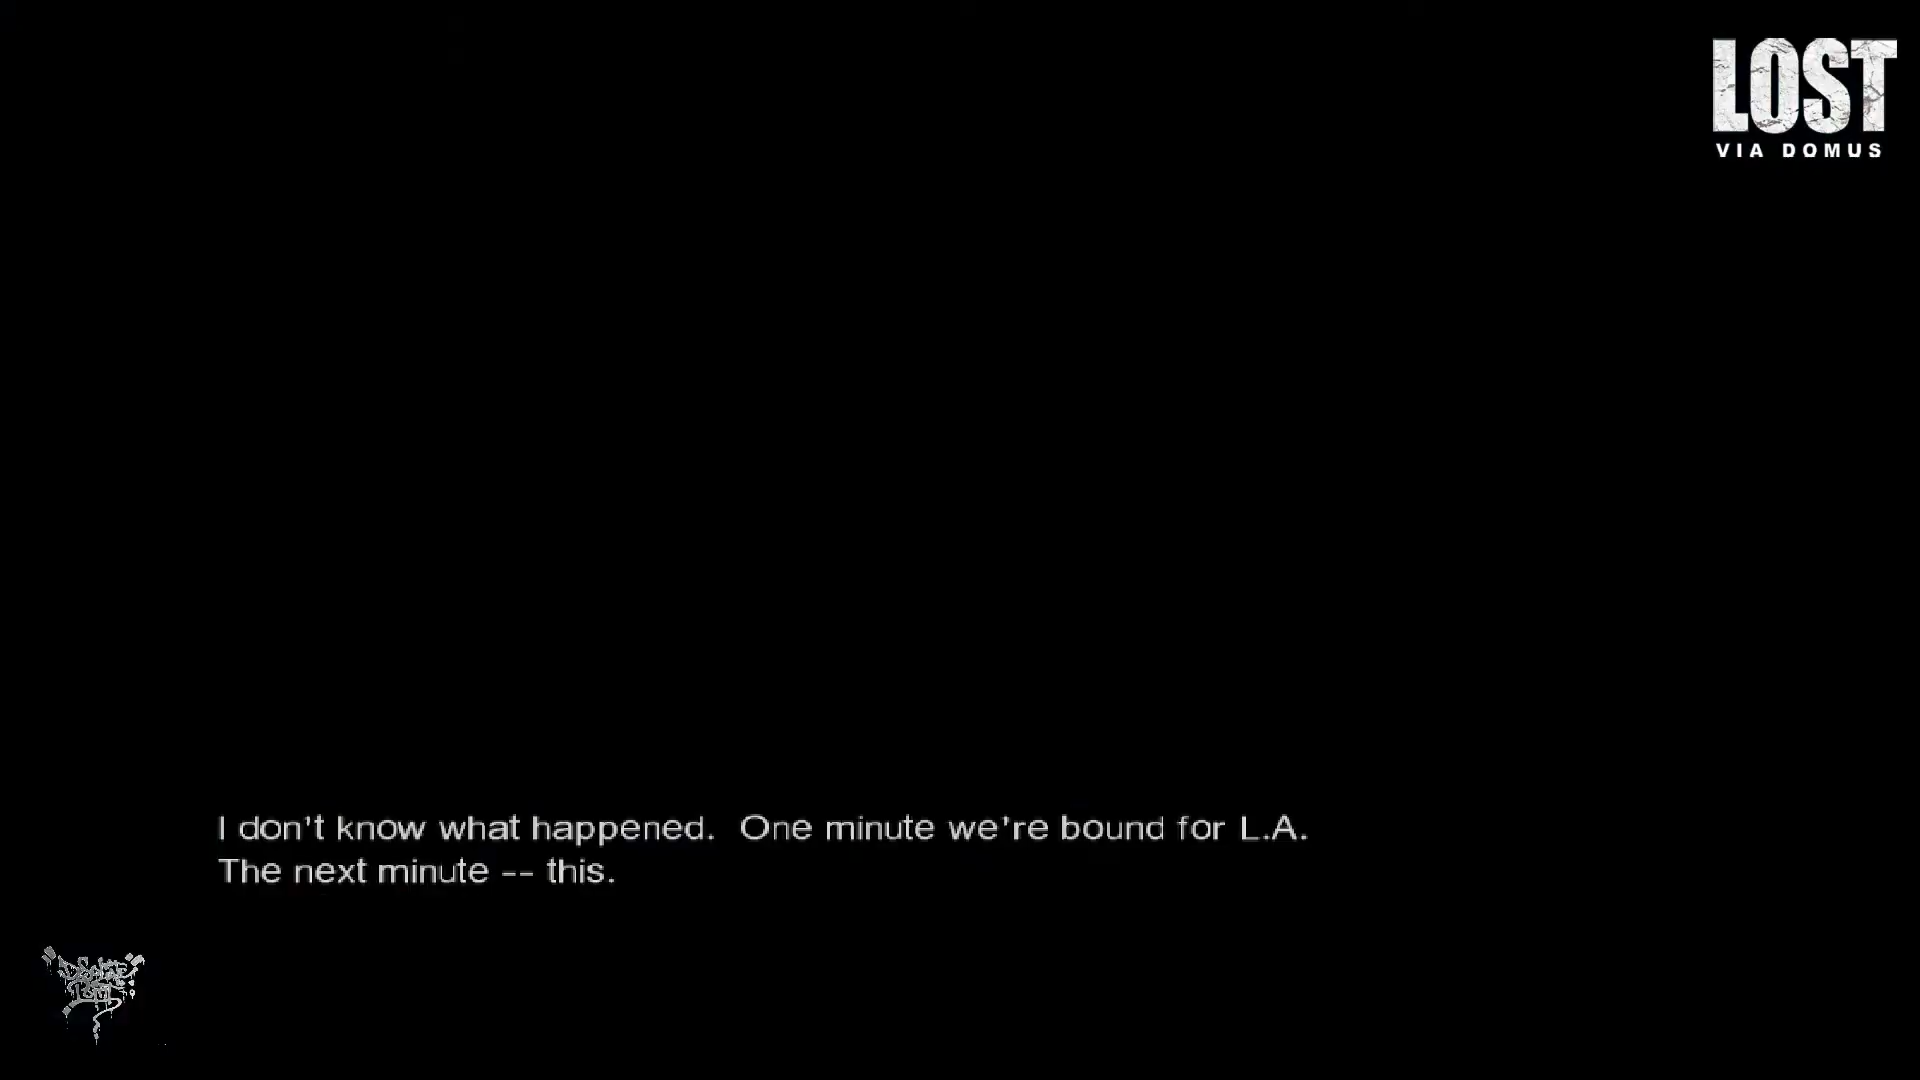 LOST
VIA DOMUS
I don't know what happened.  One minute we're bound for L.A.
The next minute -- this.